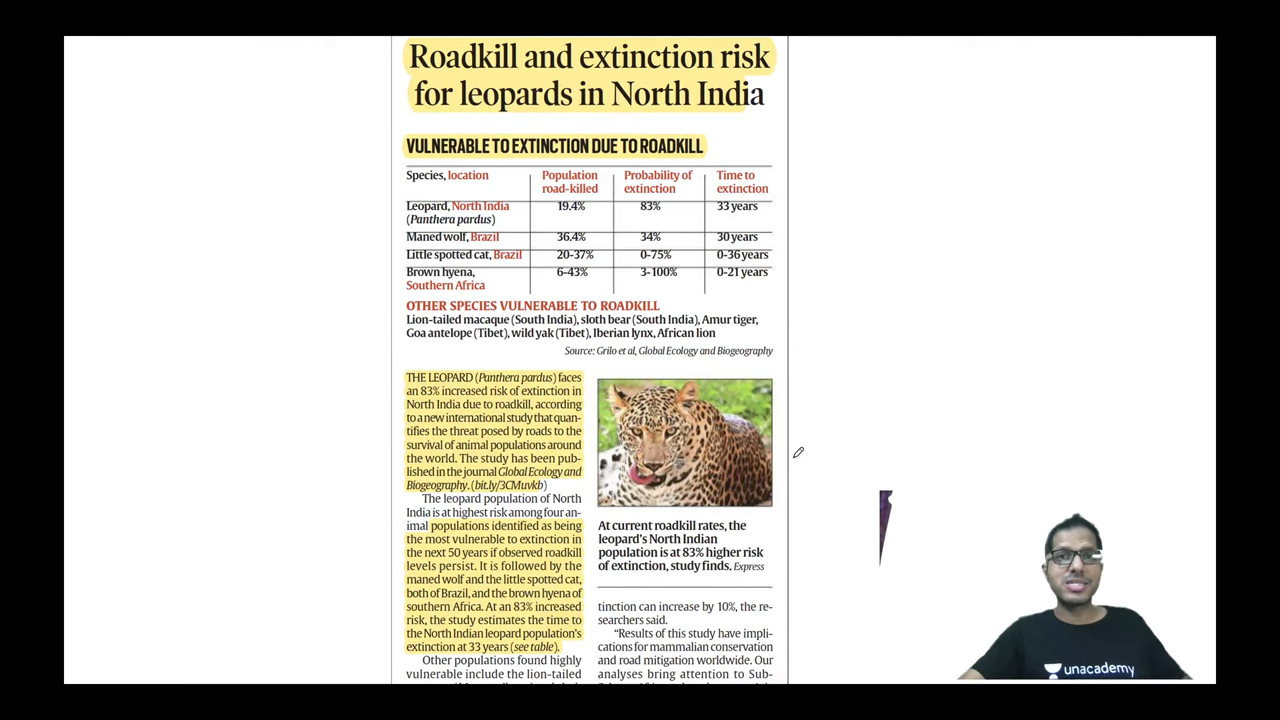 Roadkill and extinction risk
for leopards in North India
VULNERABLE TO EXTINCTION DUE TO ROADKILL
Species, location Population road-killed Probability of extinction Time to extinction
Leopard, North India (Panthera pardus) 19.4% 83% 33 years
Maned wolf, Brazil 36.4% 34% 30 years
Little spotted cat, Brazil 20-37% 0-75% 0-36 years
Brown hyena, Southern Africa 6-43% 3-100% 0-21 years
OTHER SPECIES VULNERABLE TO ROADKILL
Lion-tailed macaque (South India), sloth bear (South India), Amur tiger,
Goa antelope (Tibet), wild yak (Tibet), Iberian lynx, African lion
Source: Grilo et al, Global Ecology and Biogeography
THE LEOPARD (Panthera pardus) faces
an 83% increased risk of extinction in
North India due to roadkill, according
to a new international study that quan-
tifies the threat posed by roads to the
survival of animal populations around
the world. The study has been pub-
lished in the journal Global Ecology and
Biogeography. (bit.ly/3CMuvkb)
The leopard population of North
India is at highest risk among four an-
imal populations identified as being
the most vulnerable to extinction in
the next 50 years if observed roadkill
levels persist. It is followed by the
maned wolf and the little spotted cat,
both of Brazil, and the brown hyena of
southern Africa. At an 83% increased
risk, the study estimates the time to
the North Indian leopard population's
extinction at 33 years (see table).
Other populations found highly
vulnerable include the lion-tailed
At current roadkill rates, the
leopard's North Indian
population is at 83% higher risk
of extinction, study finds. Express
tinction can increase by 10%, the re-
searchers said.
"Results of this study have impli-
cations for mammalian conservation
and road mitigation worldwide. Our
analyses bring attention to Sub-
unacademy